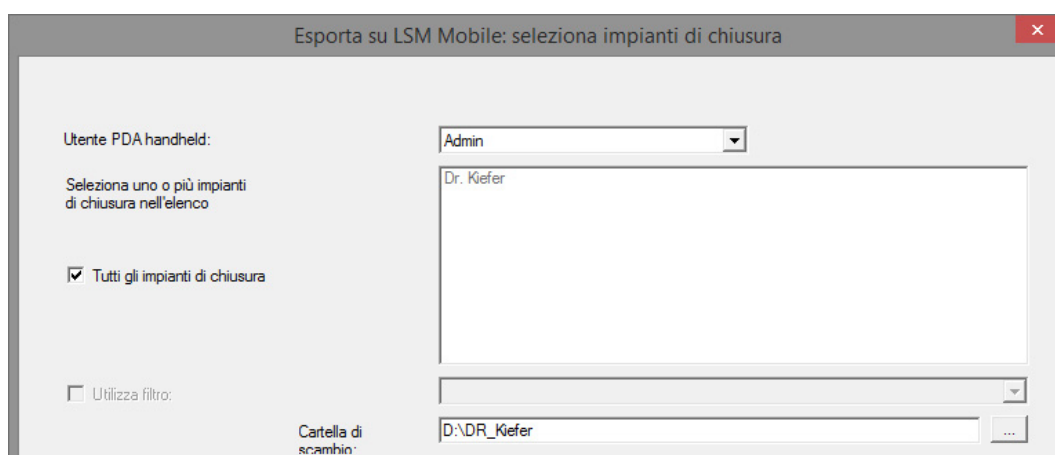 Esporta su LSM Mobile: seleziona impianti di chiusura
Utente PDA handheld:
Admin
Seleziona uno o più impianti
di chiusura nell'elenco
Dr. Kiefer
Tutti gli impianti di chiusura
Utilizza filtro:
Cartella di
scambio:
D:\DR_Kiefer
...